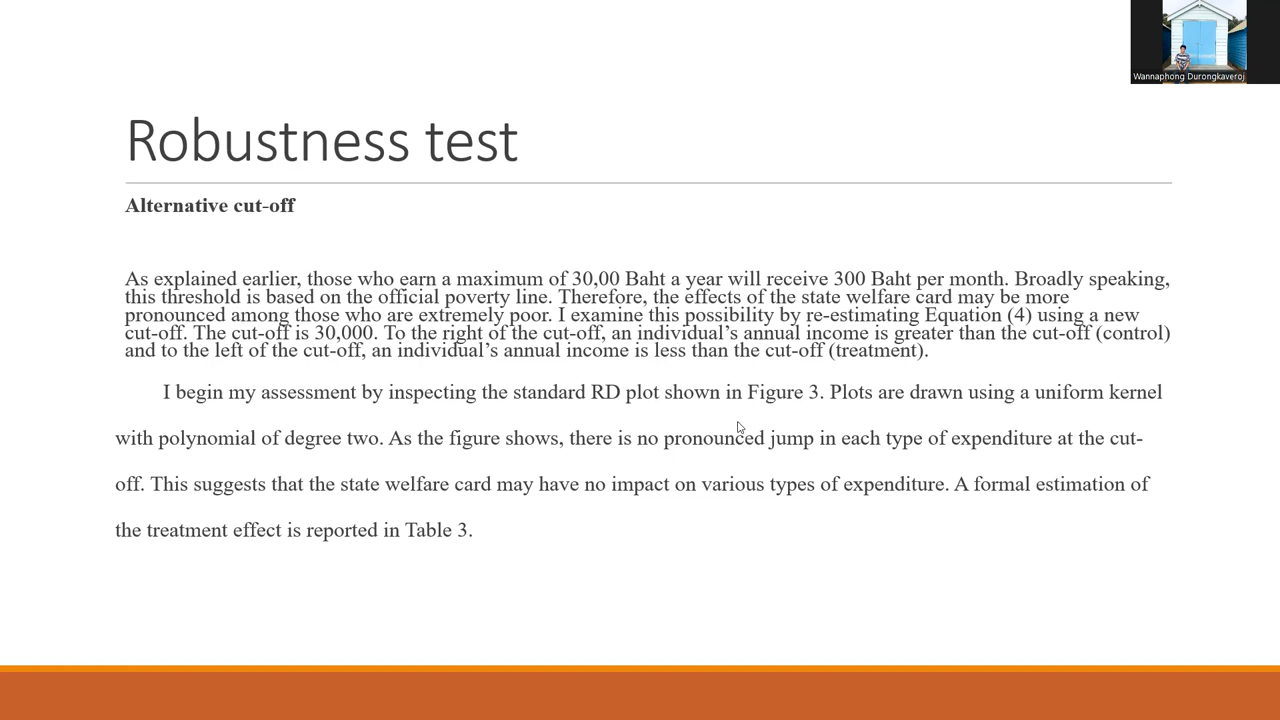 Wannaphong Durongkaveroj
Robustness test
Alternative cut-off
As explained earlier, those who earn a maximum of 30,00 Baht a year will receive 300 Baht per month. Broadly speaking,
this threshold is based on the official poverty line. Therefore, the effects of the state welfare card may be more
pronounced among those who are extremely poor. I examine this possibility by re-estimating Equation (4) using a new
cut-off. The cut-off is 30,000. To the right of the cut-off, an individual’s annual income is greater than the cut-off (control)
and to the left of the cut-off, an individual’s annual income is less than the cut-off (treatment).
I begin my assessment by inspecting the standard RD plot shown in Figure 3. Plots are drawn using a uniform kernel
with polynomial of degree two. As the figure shows, there is no pronounced jump in each type of expenditure at the cut-
off. This suggests that the state welfare card may have no impact on various types of expenditure. A formal estimation of
the treatment effect is reported in Table 3.